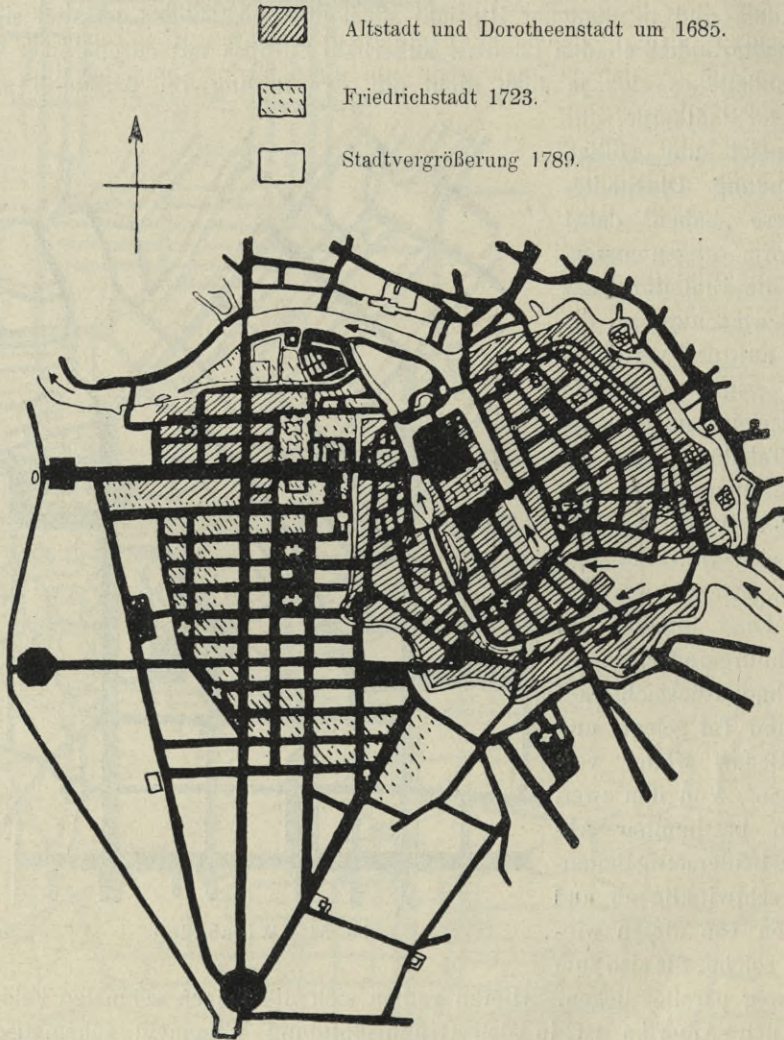 Altstadt und Dorotheenstadt um 1685.
Friedrichstadt 1723.
Stadtvergrößerung 1789.